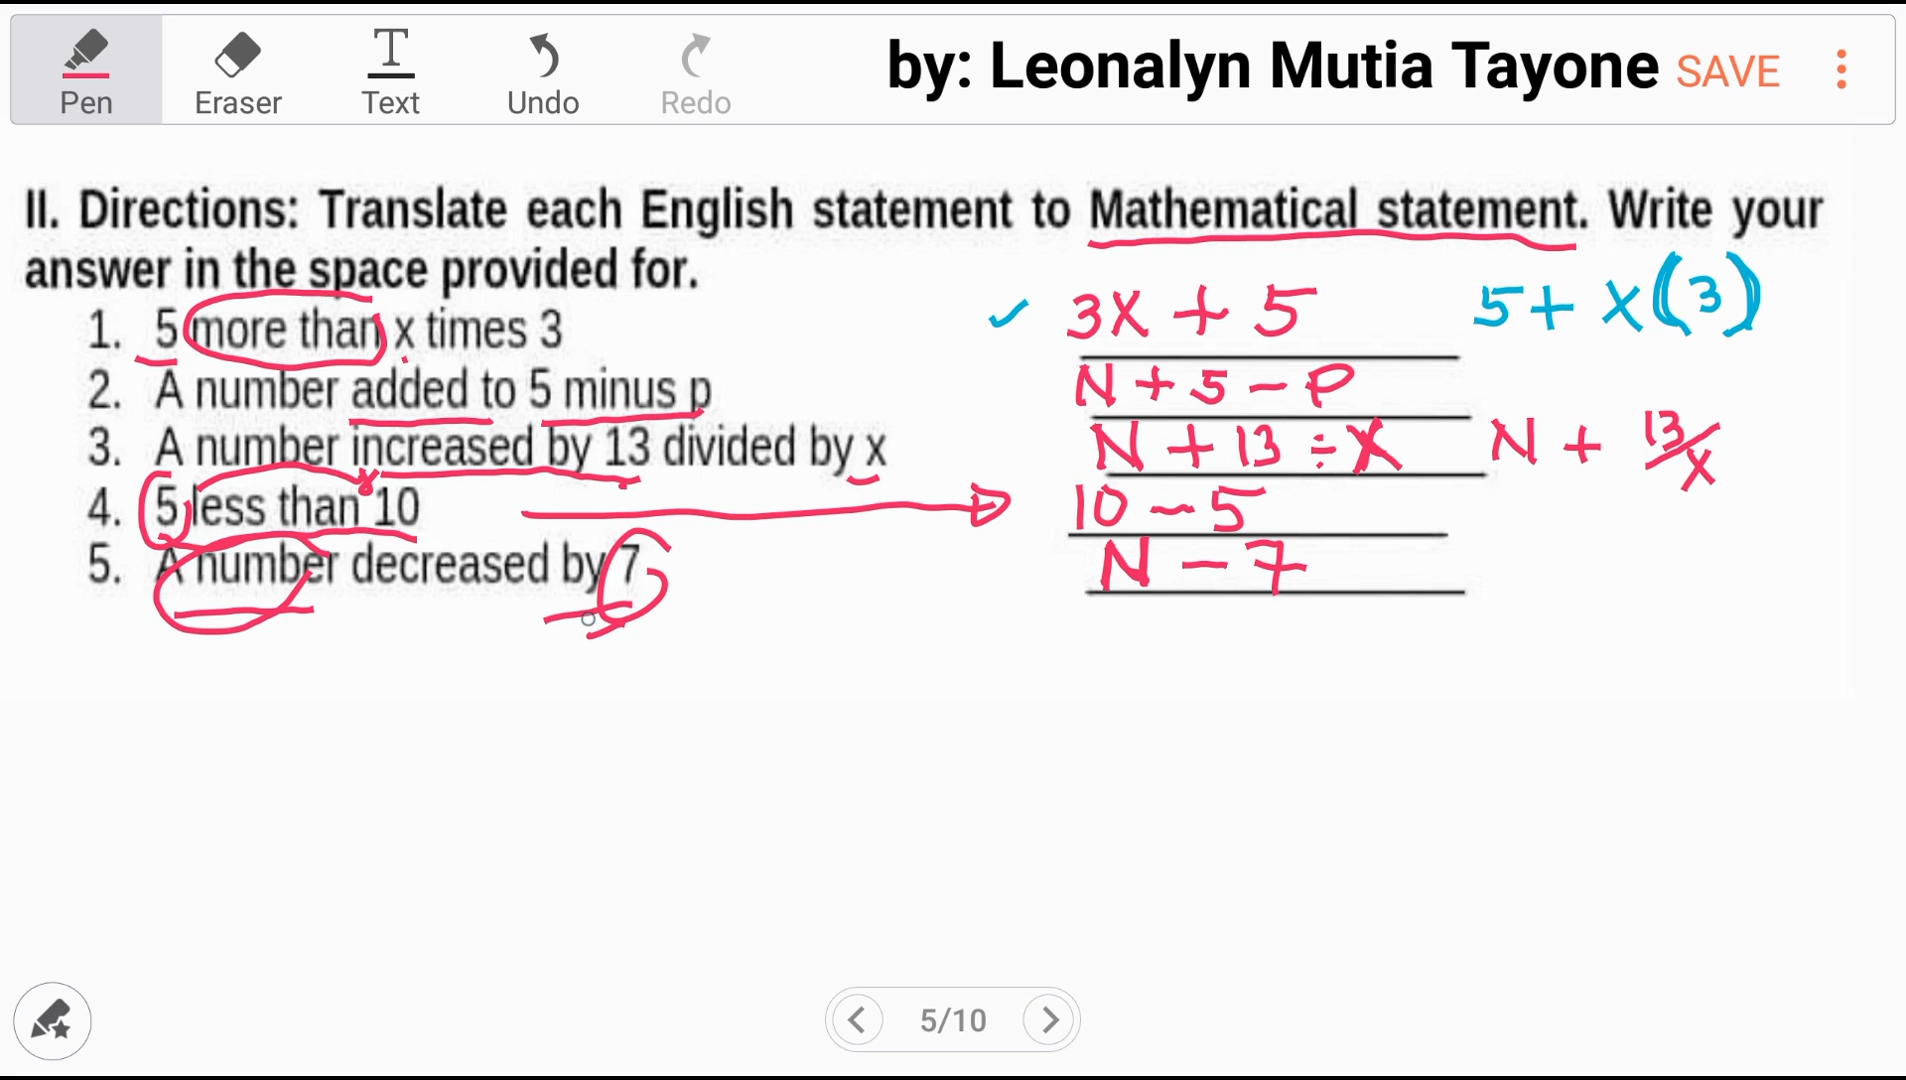 Pen Eraser Text Undo Redo by: Leonalyn Mutia Tayone SAVE
II. Directions: Translate each English statement to Mathematical statement. Write your
answer in the space provided for.
1. 5 more than x times 3 3x + 5 5 + x(3)
2. A number added to 5 minus p N + 5 - P
3. A number increased by 13 divided by x N + 13 ÷ x N + 13/x
4. 5 less than 10 10 - 5
5. A number decreased by 7 N - 7
5/10